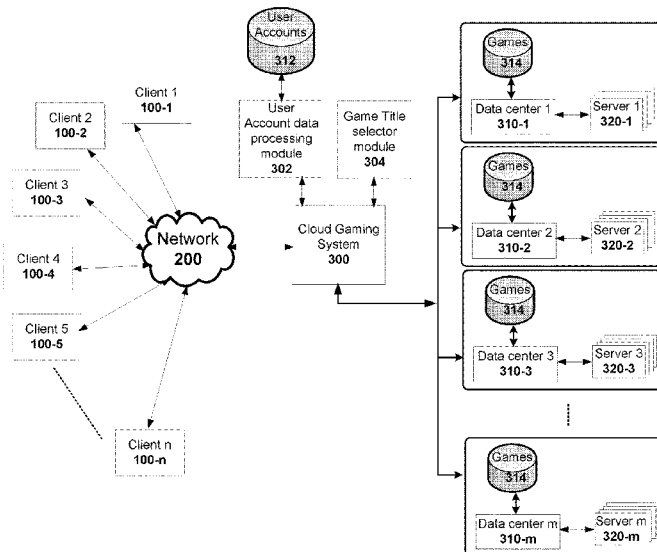 User
Accounts
312
Client 1
100-1
Client 2
100-2
Client 3
100-3
Client 4
100-4
Client 5
100-5
Client n
100-n
Network
200
User
Account data
processing
module
302
Game Title
selector
module
304
Cloud Gaming
System
300
Games
314
Data center 1
310-1
Server 1
320-1
Games
314
Data center 2
310-2
Server 2
320-2
Games
314
Data center 3
310-3
Server 3
320-3
Games
314
Data center m
310-m
Server m
320-m